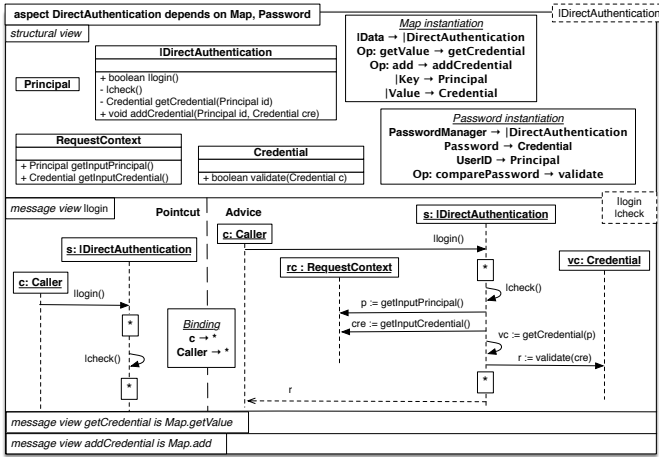 aspect DirectAuthentication depends on Map, Password
|DirectAuthentication
structural view
|DirectAuthentication
+ boolean |login()
- |check()
- Credential getCredential(Principal id)
+ void addCredential(Principal id, Credential cre)
Principal
Map instantiation
|Data → |DirectAuthentication
Op: getValue → getCredential
Op: add → addCredential
|Key → Principal
|Value → Credential
RequestContext
+ Principal getInputPrincipal()
+ Credential getInputCredential()
Credential
+ boolean validate(Credential c)
Password instantiation
PasswordManager → |DirectAuthentication
Password → Credential
UserID → Principal
Op: comparePassword → validate
message view |login
Pointcut
Advice
|login
|check
s: |DirectAuthentication
c: Caller
|login()
*
|check()
*
Binding
c → *
Caller → *
c: Caller
s: |DirectAuthentication
|login()
rc : RequestContext
*
vc: Credential
|check()
p := getInputPrincipal()
cre := getInputCredential()
vc := getCredential(p)
r := validate(cre)
*
r
message view getCredential is Map.getValue
message view addCredential is Map.add